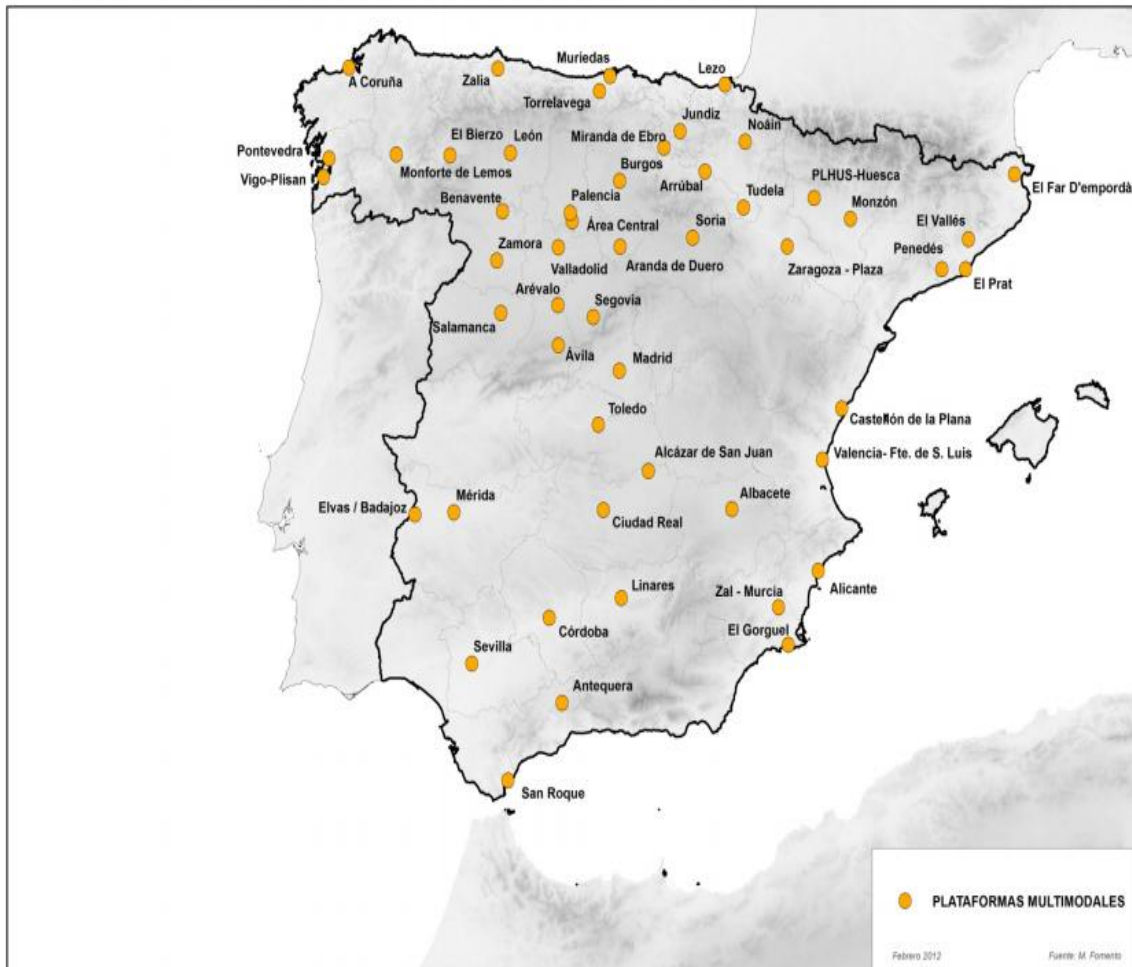 Muriedas
Lezo
A Coruña
Zalia
Torrelavega
Jundiz
Noáin
El Bierzo
León
Miranda de Ebro
Pontevedra
Monforte de Lemos
Burgos
Arrúbal
PLHUS-Huesca
Vigo-Plisan
El Far D'empordà
Benavente
Palencia
Tudela
Monzón
Área Central
Soria
El Vallés
Zamora
Valladolid
Aranda de Duero
Zaragoza - Plaza
Penedés
El Prat
Arévalo
Segovia
Salamanca
Ávila
Madrid
Toledo
Castellón de la Plana
Alcázar de San Juan
Valencia- Fte. de S. Luis
Elvas / Badajoz
Mérida
Albacete
Ciudad Real
Linares
Zal - Murcia
Alicante
Córdoba
El Gorguel
Sevilla
Antequera
San Roque
PLATAFORMAS MULTIMODALES
Febrero 2012
Fuente: M. Fomento